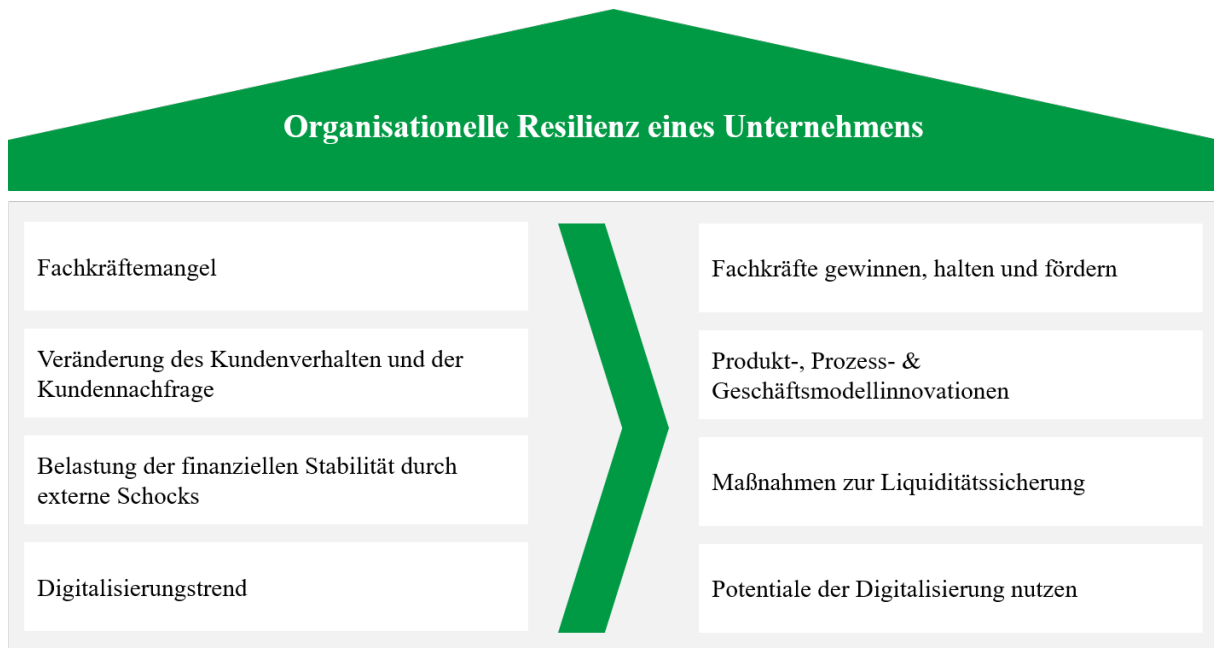 Organisationelle Resilienz eines Unternehmens
Fachkräftemangel
Fachkräfte gewinnen, halten und fördern
Veränderung des Kundenverhalten und der
Kundennachfrage
Produkt-, Prozess- &
Geschäftsmodellinnovationen
Belastung der finanziellen Stabilität durch
externe Schocks
Maßnahmen zur Liquiditätssicherung
Digitalisierungstrend
Potentiale der Digitalisierung nutzen